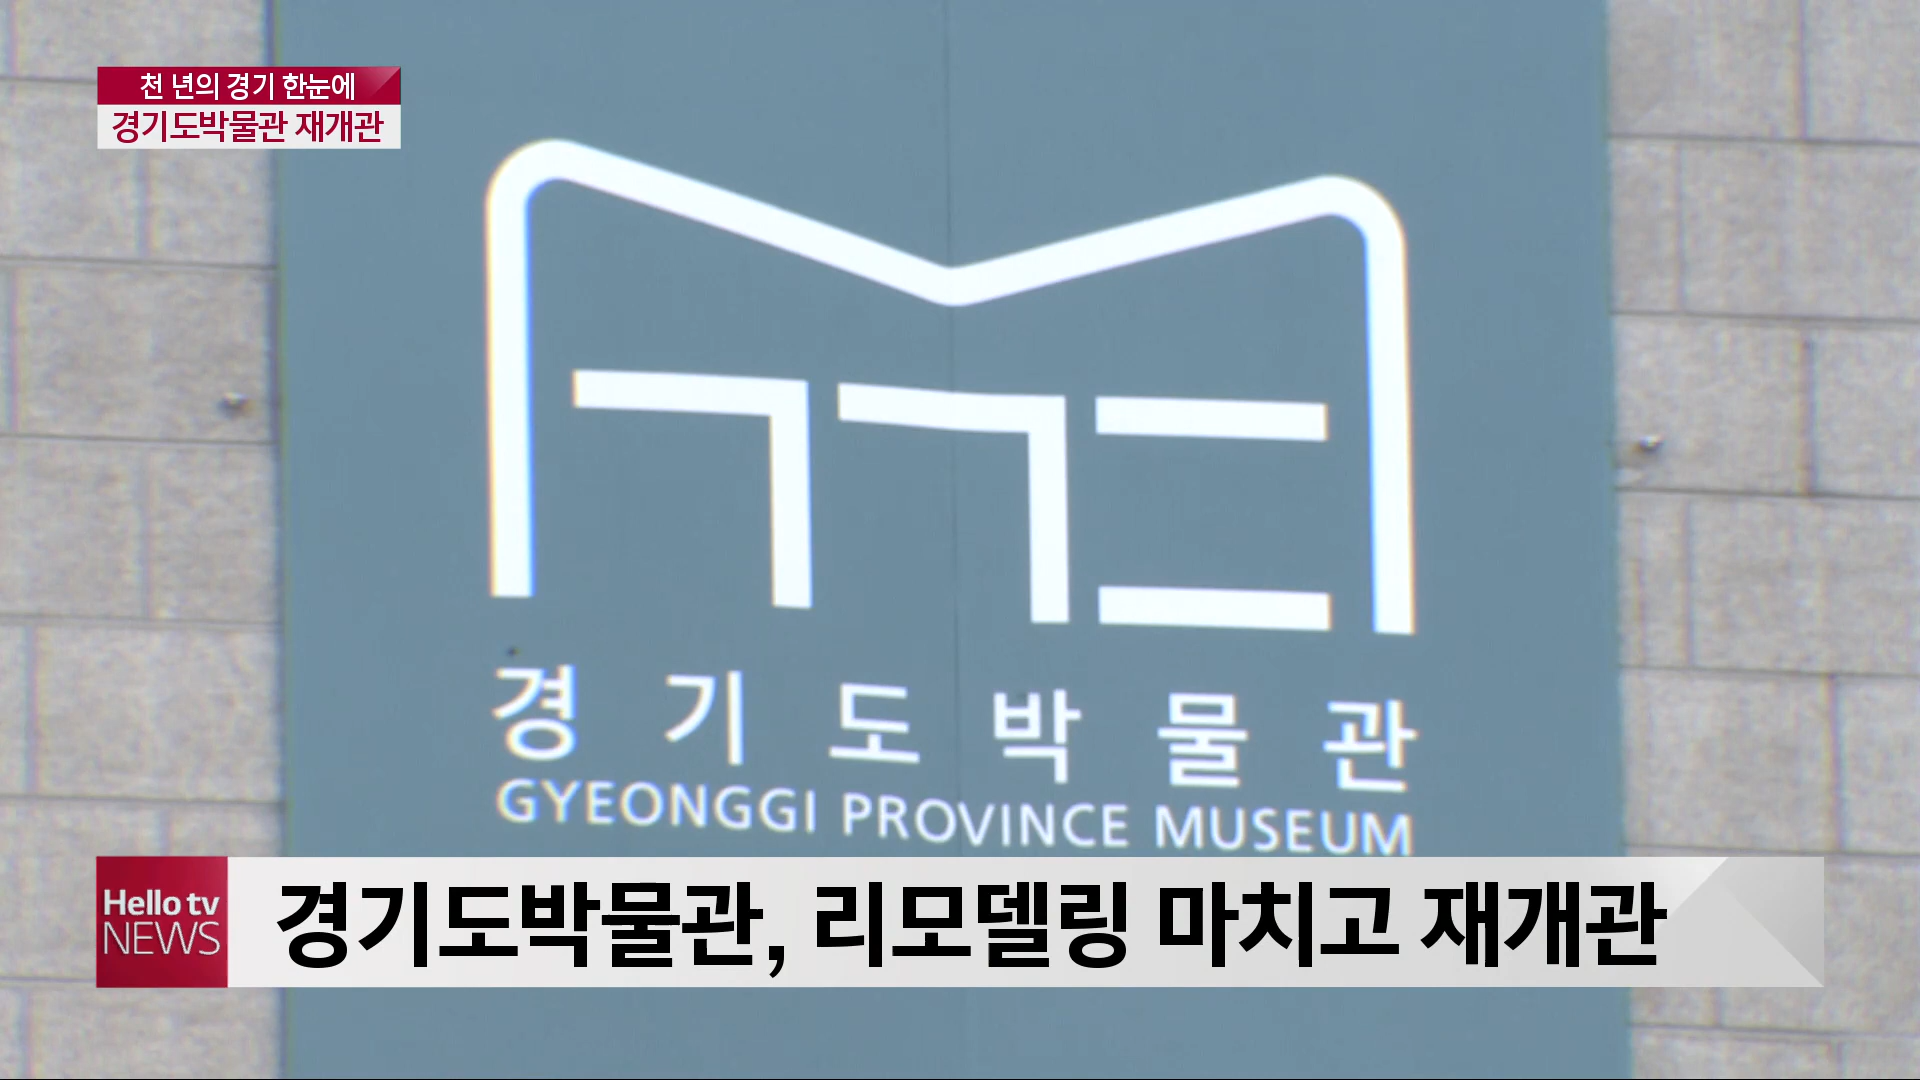 천 년의 경기 한눈에
경기도박물관 재개관
경기도박물관
GYEONGGI PROVINCE MUSEUM
Hello tv
NEWS
경기도박물관, 리모델링 마치고 재개관